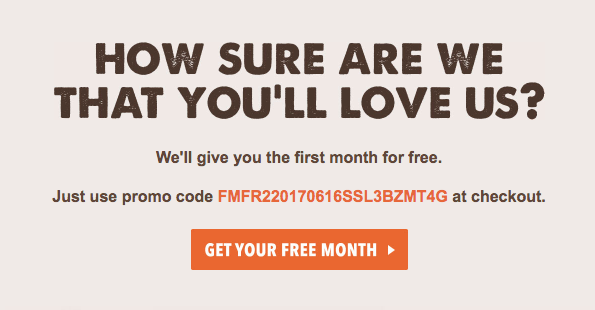 HOW SURE ARE WE
THAT YOU'LL LOVE US?
We'll give you the first month for free.
Just use promo code FMFR220170616SSL3BZMT4G at checkout.
GET YOUR FREE MONTH